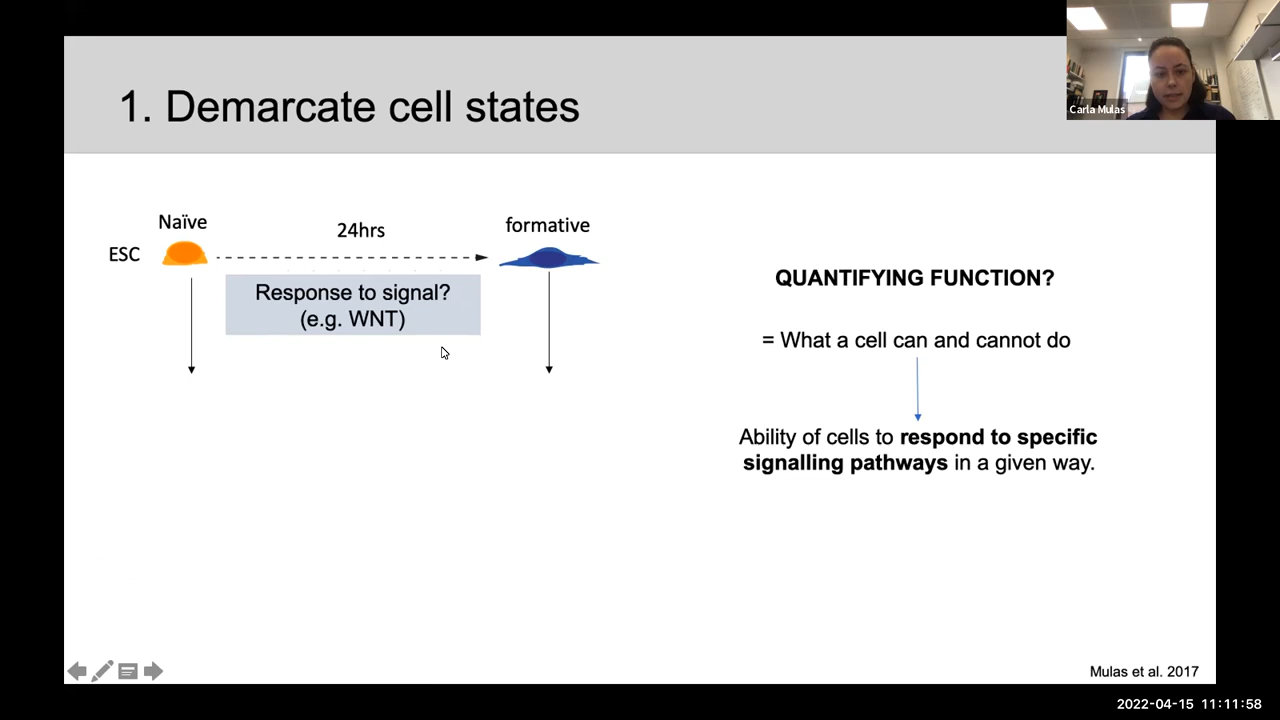 1. Demarcate cell states
Carla Mulas
Naïve
24hrs
formative
ESC
Response to signal?
(e.g. WNT)
QUANTIFYING FUNCTION?
= What a cell can and cannot do
Ability of cells to respond to specific
signalling pathways in a given way.
Mulas et al. 2017
2022-04-15 11:11:58